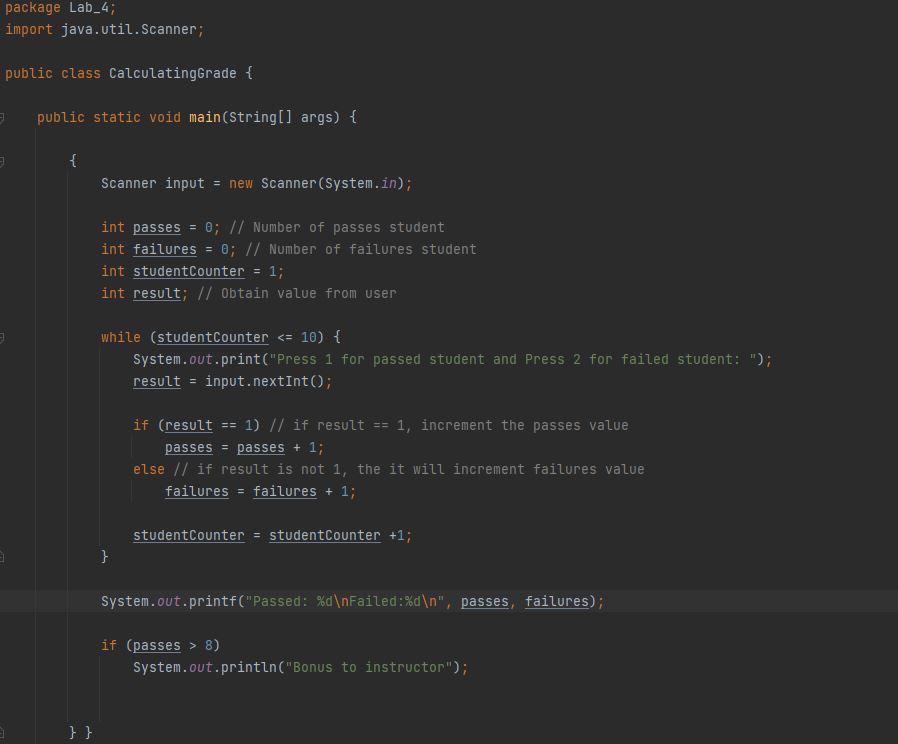 package Lab_4;
import java.util.Scanner;
public class CalculatingGrade {
public static void main(String[] args) {
{
Scanner input = new Scanner(System.in);
int passes = 0; // Number of passes student
int failures = 0; // Number of failures student
int studentCounter = 1;
int result; // Obtain value from user
while (studentCounter <= 10) {
System.out.print("Press 1 for passed student and Press 2 for failed student: ");
result = input.nextInt();
if (result == 1) // if result == 1, increment the passes value
passes = passes + 1;
else // if result is not 1, the it will increment failures value
failures = failures + 1;
studentCounter = studentCounter +1;
}
System.out.printf("Passed: %d\nFailed:%d\n", passes, failures);
if (passes > 8)
System.out.println("Bonus to instructor");
} }